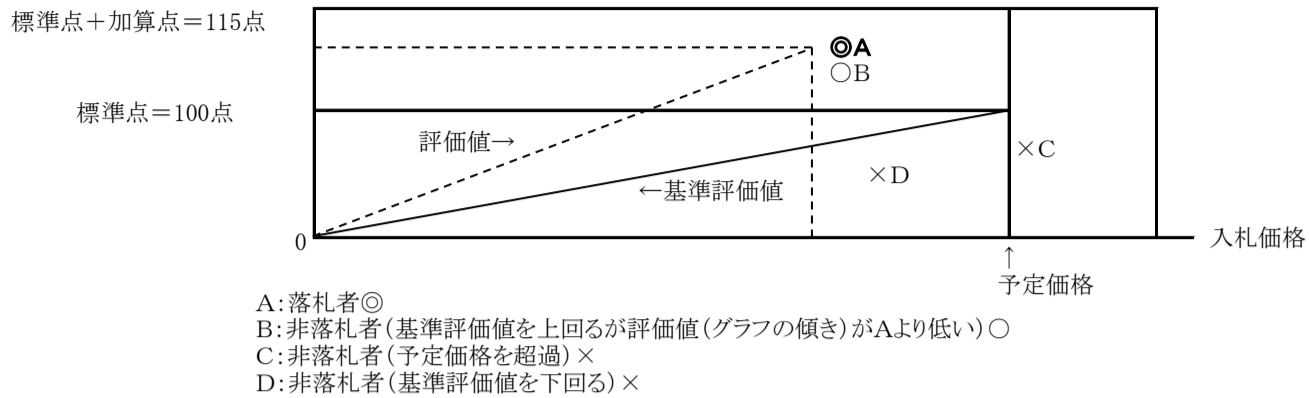 標準点＋加算点＝115点
◎A
○B
標準点＝100点
評価値→
×C
×D
←基準評価値
0
入札価格
↑
予定価格
A：落札者◎
B：非落札者（基準評価値を上回るが評価値（グラフの傾き）がAより低い）○
C：非落札者（予定価格を超過）×
D：非落札者（基準評価値を下回る）×